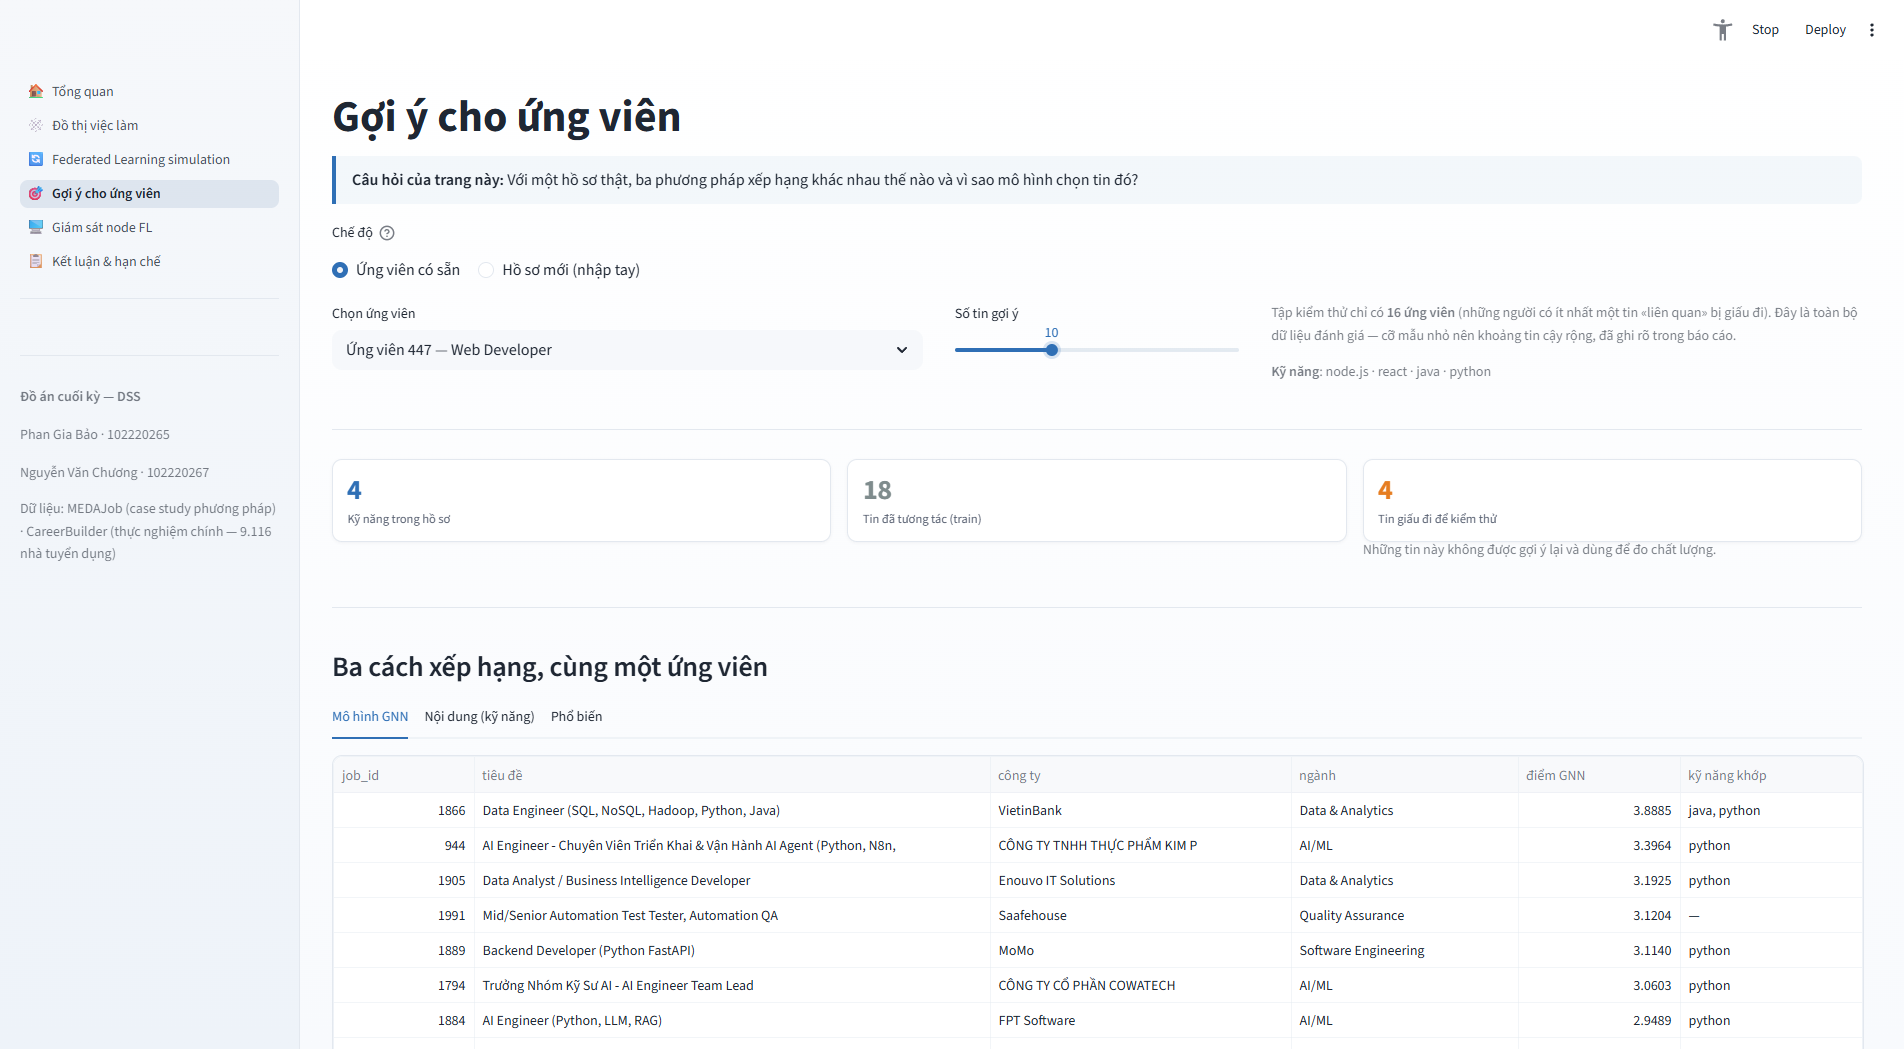 Stop
Deploy
Tổng quan
Đồ thị việc làm
Federated Learning simulation
Gợi ý cho ứng viên
Giám sát node FL
Kết luận & hạn chế
Đồ án cuối kỳ — DSS
Phan Gia Bảo · 102220265
Nguyễn Văn Chương · 102220267
Dữ liệu: MEDAJob (case study phương pháp)
· CareerBuilder (thực nghiệm chính — 9.116
nhà tuyển dụng)
Gợi ý cho ứng viên
Câu hỏi của trang này: Với một hồ sơ thật, ba phương pháp xếp hạng khác nhau thế nào và vì sao mô hình chọn tin đó?
Chế độ
Ứng viên có sẵn
Hồ sơ mới (nhập tay)
Chọn ứng viên
Ứng viên 447 — Web Developer
Số tin gợi ý
10
Tập kiểm thử chỉ có 16 ứng viên (những người có ít nhất một tin «liên quan» bị giấu đi). Đây là toàn bộ
dữ liệu đánh giá — cỡ mẫu nhỏ nên khoảng tin cậy rộng, đã ghi rõ trong báo cáo.
Kỹ năng: node.js · react · java · python
4
Kỹ năng trong hồ sơ
18
Tin đã tương tác (train)
4
Tin giấu đi để kiểm thử
Những tin này không được gợi ý lại và dùng để đo chất lượng.
Ba cách xếp hạng, cùng một ứng viên
Mô hình GNN
Nội dung (kỹ năng)
Phổ biến
job_id tiêu đề công ty ngành điểm GNN kỹ năng khớp
1866 Data Engineer (SQL, NoSQL, Hadoop, Python, Java) VietinBank Data & Analytics 3.8885 java, python
944 AI Engineer - Chuyên Viên Triển Khai & Vận Hành AI Agent (Python, N8n, CÔNG TY TNHH THỰC PHẨM KIM P AI/ML 3.3964 python
1905 Data Analyst / Business Intelligence Developer Enouvo IT Solutions Data & Analytics 3.1925 python
1991 Mid/Senior Automation Test Tester, Automation QA Saafehouse Quality Assurance 3.1204 —
1889 Backend Developer (Python FastAPI) MoMo Software Engineering 3.1140 python
1794 Trưởng Nhóm Kỹ Sư AI - AI Engineer Team Lead CÔNG TY CỔ PHẦN COWATECH AI/ML 3.0603 python
1884 AI Engineer (Python, LLM, RAG) FPT Software AI/ML 2.9489 python